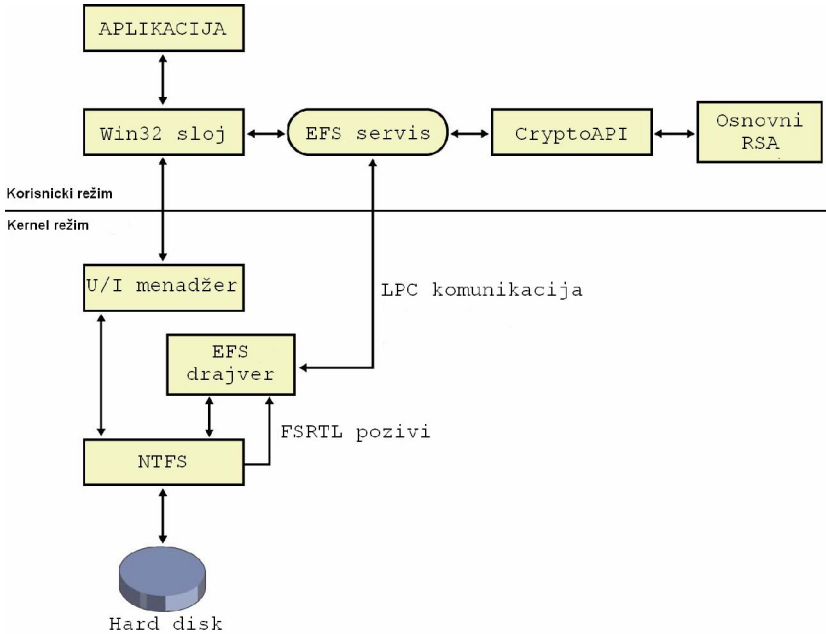 APLIKACIJA
Win32 sloj
EFS servis
CryptoAPI
Osnovni
RSA
Korisnicki režim
Kernel režim
U/I menadžer
LPC komunikacija
EFS
drajver
FSRTL pozivi
NTFS
Hard disk